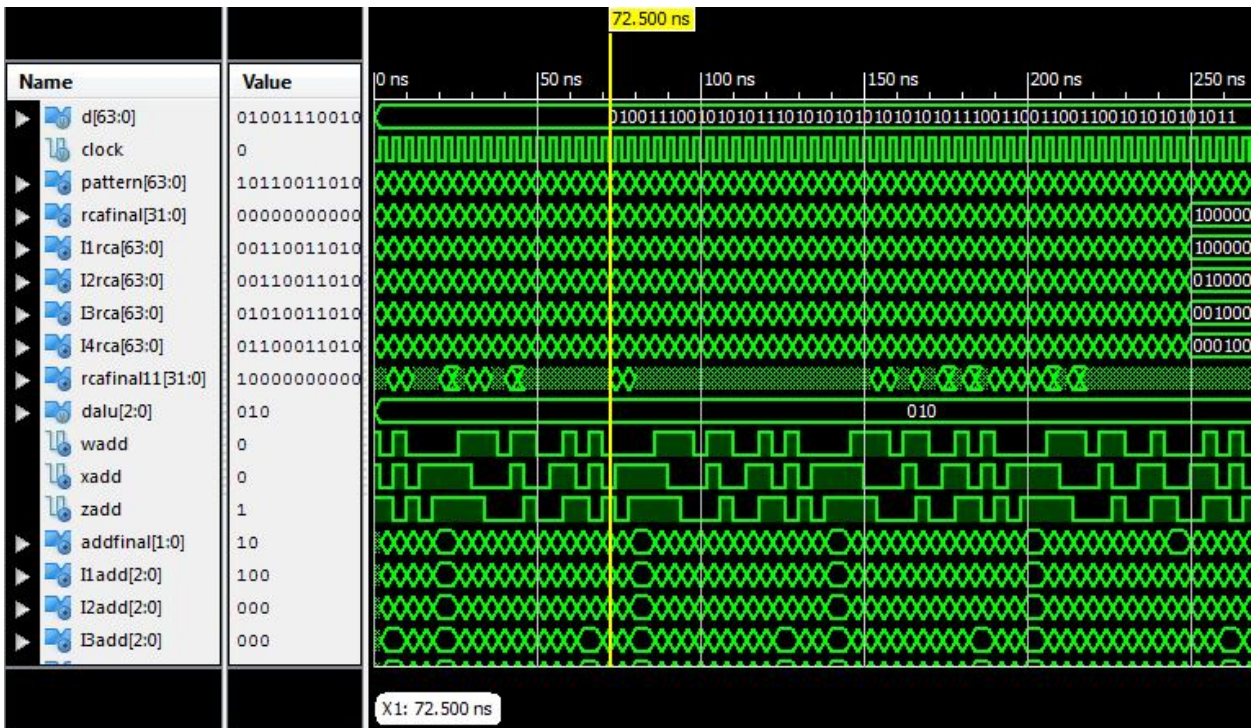 72.500 ns
Name Value 0 ns 50 ns 100 ns 150 ns 200 ns 250 ns
d[63:0] 01001110010
clock 0
pattern[63:0] 10110011010
rcafinal[31:0] 00000000000 100000
I1rca[63:0] 00110011010 100000
I2rca[63:0] 00110011010 010000
I3rca[63:0] 01010011010 001000
I4rca[63:0] 01100011010 000100
rcafinal11[31:0] 10000000000
dalu[2:0] 010 010
wadd 0
xadd 0
zadd 1
addfinal[1:0] 10
I1add[2:0] 100
I2add[2:0] 000
I3add[2:0] 000
X1: 72.500 ns